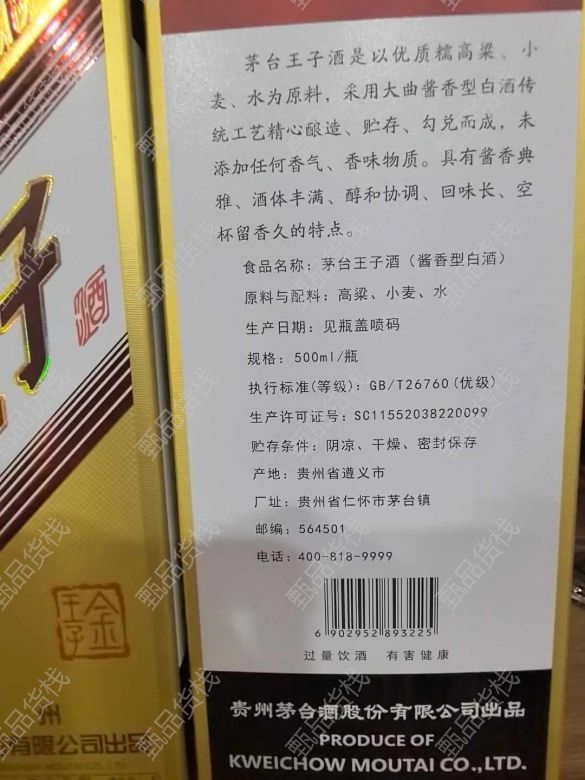 茅台王子酒是以优质糯高粱、小
麦、水为原料，采用大曲酱香型白酒传
统工艺精心酿造、贮存、勾兑而成，未
添加任何香气、香味物质。具有酱香典
雅、酒体丰满、醇和协调、回味长、空
杯留香久的特点。
食品名称：茅台王子酒（酱香型白酒）
原料与配料：高粱、小麦、水
生产日期：见瓶盖喷码
规格：500ml/瓶
执行标准(等级)：GB/T26760(优级)
生产许可证号：SC11552038220099
贮存条件：阴凉、干燥、密封保存
产地：贵州省遵义市
厂址：贵州省仁怀市茅台镇
邮编：564501
电话：400-818-9999
6 902952 893225
过量饮酒 有害健康
贵州茅台酒股份有限公司出品
PRODUCE OF
KWEICHOW MOUTAI CO.,LTD.
子
酒
金
王子
州
有限公司出品
甄品货栈